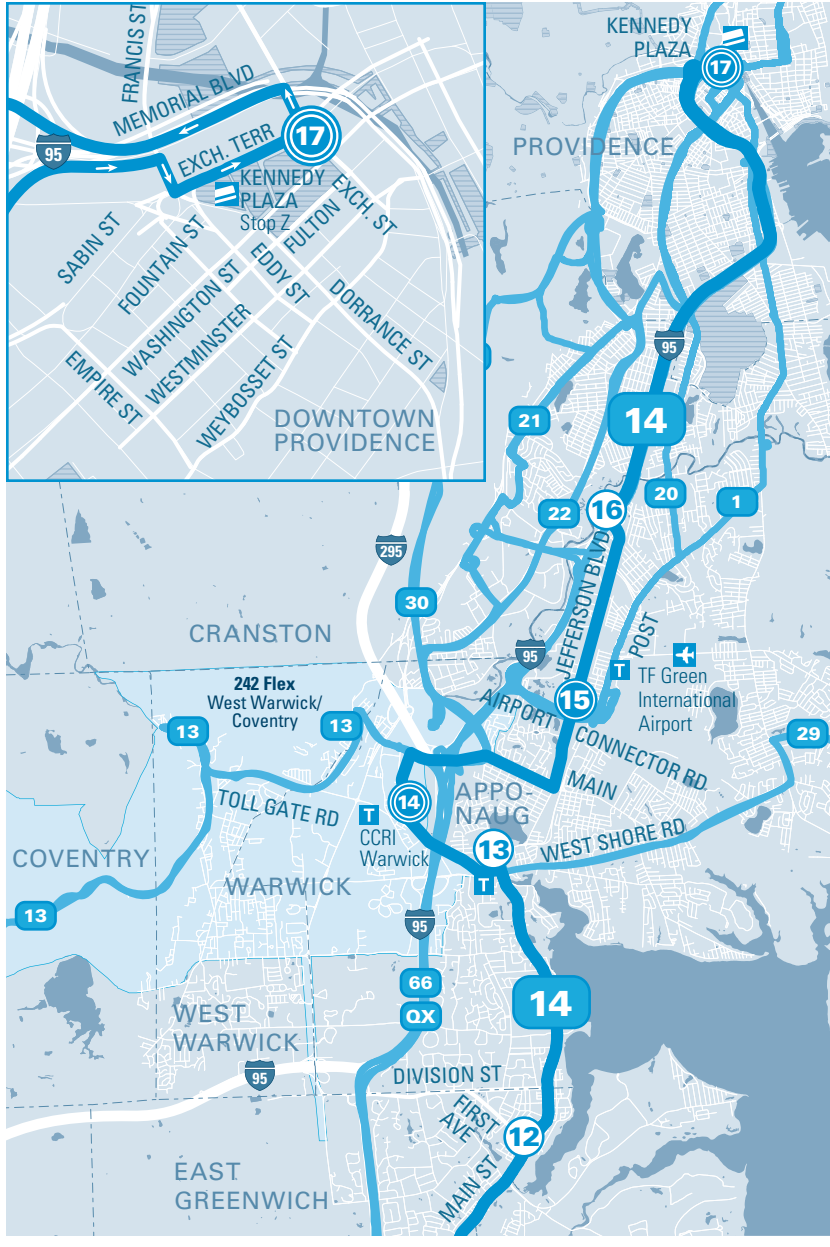 FRANCIS ST
MEMORIAL BLVD
95
EXCH. TERR
17
KENNEDY
PLAZA
Stop Z
EXCH. ST
FULTON
SABIN ST
FOUNTAIN ST
EDDY ST
WASHINGTON ST
DORRANCE ST
WESTMINSTER
EMPIRE ST
WEYBOSSET ST
DOWNTOWN
PROVIDENCE
KENNEDY
PLAZA
17
PROVIDENCE
95
14
21
22
16
20
1
295
30
JEFFERSON BLVD
CRANSTON
95
POST
T
TF Green
International
Airport
242 Flex
West Warwick/
Coventry
13
13
15
AIRPORT CONNECTOR RD
29
MAIN
TOLL GATE RD
14
APPO-
NAUG
T
CCRI
Warwick
13
WEST SHORE RD
T
COVENTRY
WARWICK
13
95
66
QX
14
WEST
WARWICK
95
DIVISION ST
FIRST
AVE
12
MAIN ST
EAST
GREENWICH